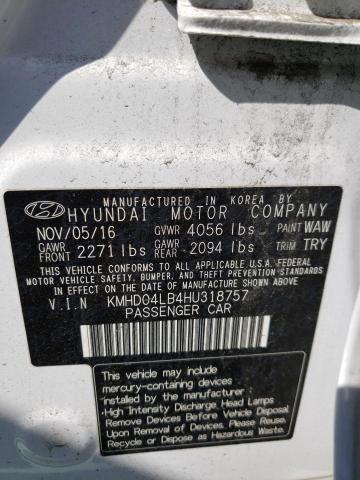 MANUFACTURED IN KOREA BY
HYUNDAI MOTOR COMPANY
NOV/05/16 GVWR 4056 lbs PAINT WAW
GAWR FRONT 2271 lbs GAWR REAR 2094 lbs TRIM TRY
THIS VEHICLE CONFORMS TO ALL APPLICABLE U.S.A. FEDERAL
MOTOR VEHICLE SAFETY, BUMPER, AND THEFT PREVENTION STANDARDS
IN EFFECT ON THE DATE OF MANUFACTURE SHOWN ABOVE.
V.I.N KMHD04LB4HU318757
PASSENGER CAR
This vehicle may include
mercury-containing devices
installed by the manufacturer :
High Intensity Discharge Head Lamps
Remove Devices Before Vehicle Disposal.
Upon Removal of Devices Please Reuse,
Recycle or Dispose as Hazardous Waste.